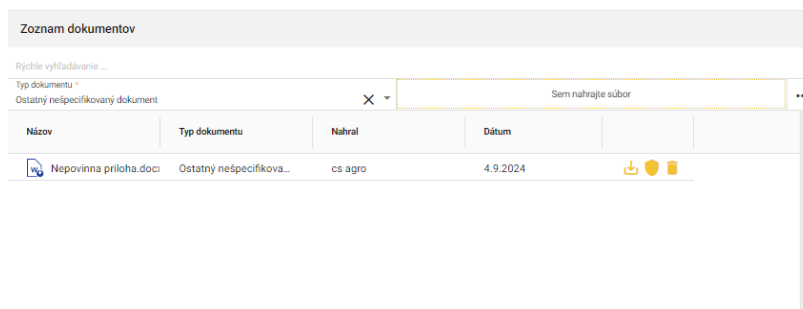 Zoznam dokumentov
Rýchle vyhľadávanie ...
Typ dokumentu *
Ostatný nešpecifikovaný dokument
Sem nahrajte súbor
Názov Typ dokumentu Nahral Dátum
Nepovinna priloha.docx Ostatný nešpecifikova... cs agro 4.9.2024